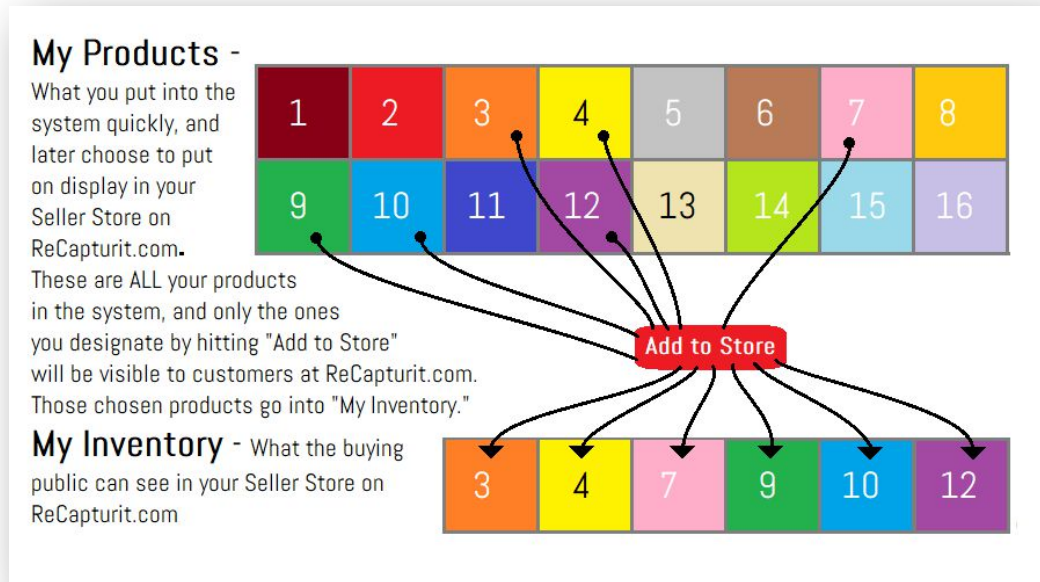 My Products -
What you put into the
system quickly, and
later choose to put
on display in your
Seller Store on
ReCapturit.com.
These are ALL your products
in the system, and only the ones
you designate by hitting "Add to Store"
will be visible to customers at ReCapturit.com.
Those chosen products go into "My Inventory."
1 2 3 4 5 6 7 8
9 10 11 12 13 14 15 16
Add to Store
My Inventory - What the buying
public can see in your Seller Store on
ReCapturit.com
3 4 7 9 10 12